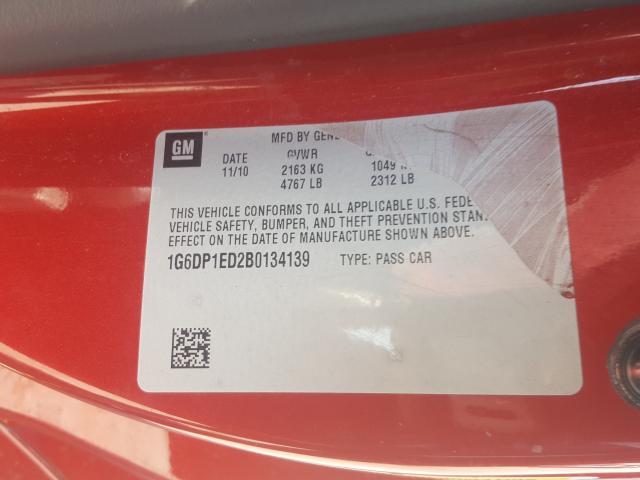 GM
MFD BY
DATE GVWR
11/10 2163 KG 1049
4767 LB 2312 LB
THIS VEHICLE CONFORMS TO ALL APPLICABLE U.S. FEDE
VEHICLE SAFETY, BUMPER, AND THEFT PREVENTION STAN
EFFECT ON THE DATE OF MANUFACTURE SHOWN ABOVE.
1G6DP1ED2B0134139 TYPE: PASS CAR